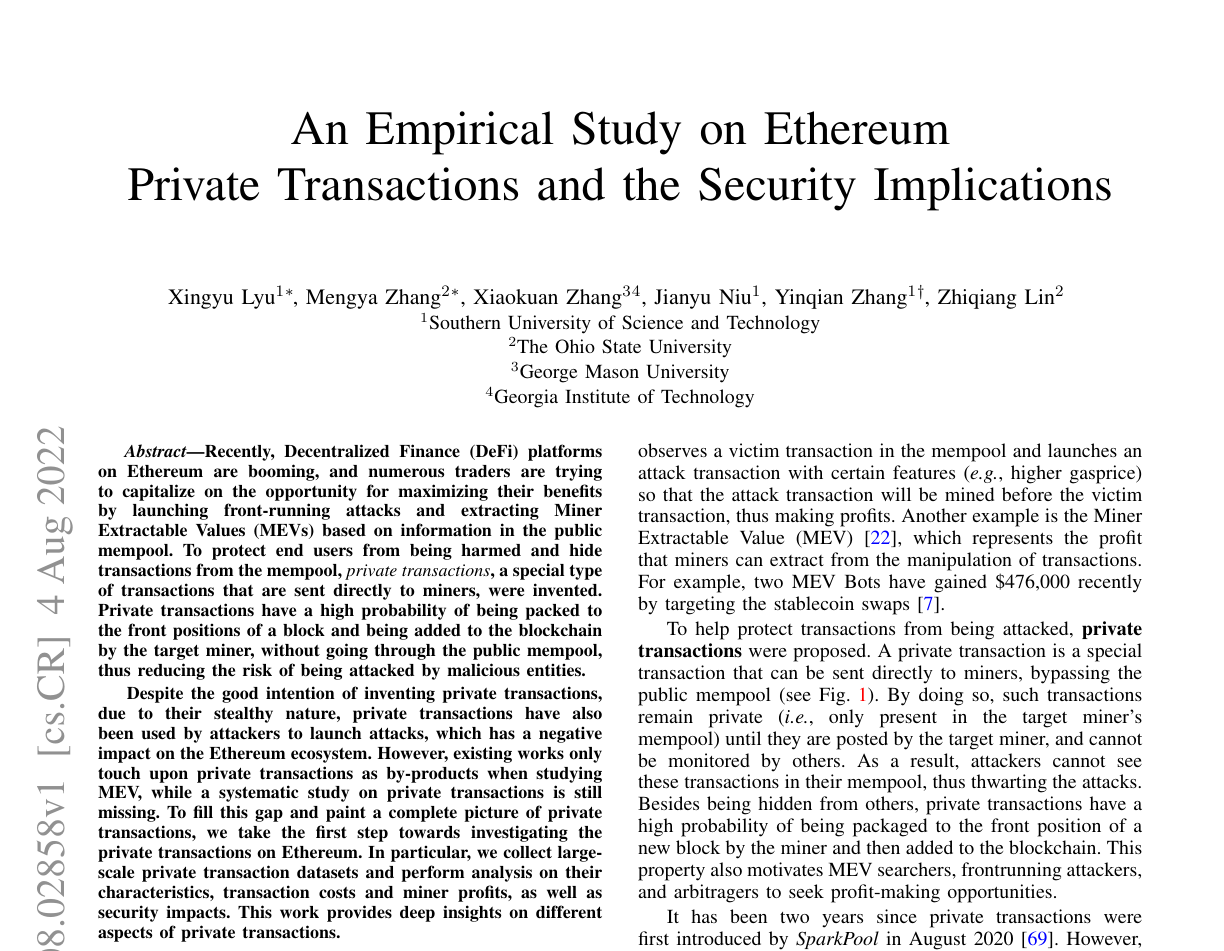 An Empirical Study on Ethereum
Private Transactions and the Security Implications
Xingyu Lyu1∗, Mengya Zhang2∗, Xiaokuan Zhang34, Jianyu Niu1, Yinqian Zhang1†, Zhiqiang Lin2
1Southern University of Science and Technology
2The Ohio State University
3George Mason University
4Georgia Institute of Technology
08.02858v1 [cs.CR] 4 Aug 2022
Abstract—Recently, Decentralized Finance (DeFi) platforms
on Ethereum are booming, and numerous traders are trying
to capitalize on the opportunity for maximizing their benefits
by launching front-running attacks and extracting Miner
Extractable Values (MEVs) based on information in the public
mempool. To protect end users from being harmed and hide
transactions from the mempool, private transactions, a special type
of transactions that are sent directly to miners, were invented.
Private transactions have a high probability of being packed to
the front positions of a block and being added to the blockchain
by the target miner, without going through the public mempool,
thus reducing the risk of being attacked by malicious entities.
Despite the good intention of inventing private transactions,
due to their stealthy nature, private transactions have also
been used by attackers to launch attacks, which has a negative
impact on the Ethereum ecosystem. However, existing works only
touch upon private transactions as by-products when studying
MEV, while a systematic study on private transactions is still
missing. To fill this gap and paint a complete picture of private
transactions, we take the first step towards investigating the
private transactions on Ethereum. In particular, we collect large-
scale private transaction datasets and perform analysis on their
characteristics, transaction costs and miner profits, as well as
security impacts. This work provides deep insights on different
aspects of private transactions.
observes a victim transaction in the mempool and launches an
attack transaction with certain features (e.g., higher gasprice)
so that the attack transaction will be mined before the victim
transaction, thus making profits. Another example is the Miner
Extractable Value (MEV) [22], which represents the profit
that miners can extract from the manipulation of transactions.
For example, two MEV Bots have gained $476,000 recently
by targeting the stablecoin swaps [7].
To help protect transactions from being attacked, private
transactions were proposed. A private transaction is a special
transaction that can be sent directly to miners, bypassing the
public mempool (see Fig. 1). By doing so, such transactions
remain private (i.e., only present in the target miner's
mempool) until they are posted by the target miner, and cannot
be monitored by others. As a result, attackers cannot see
these transactions in their mempool, thus thwarting the attacks.
Besides being hidden from others, private transactions have a
high probability of being packaged to the front position of a
new block by the miner and then added to the blockchain. This
property also motivates MEV searchers, frontrunning attackers,
and arbitragers to seek profit-making opportunities.
It has been two years since private transactions were
first introduced by SparkPool in August 2020 [69]. However,